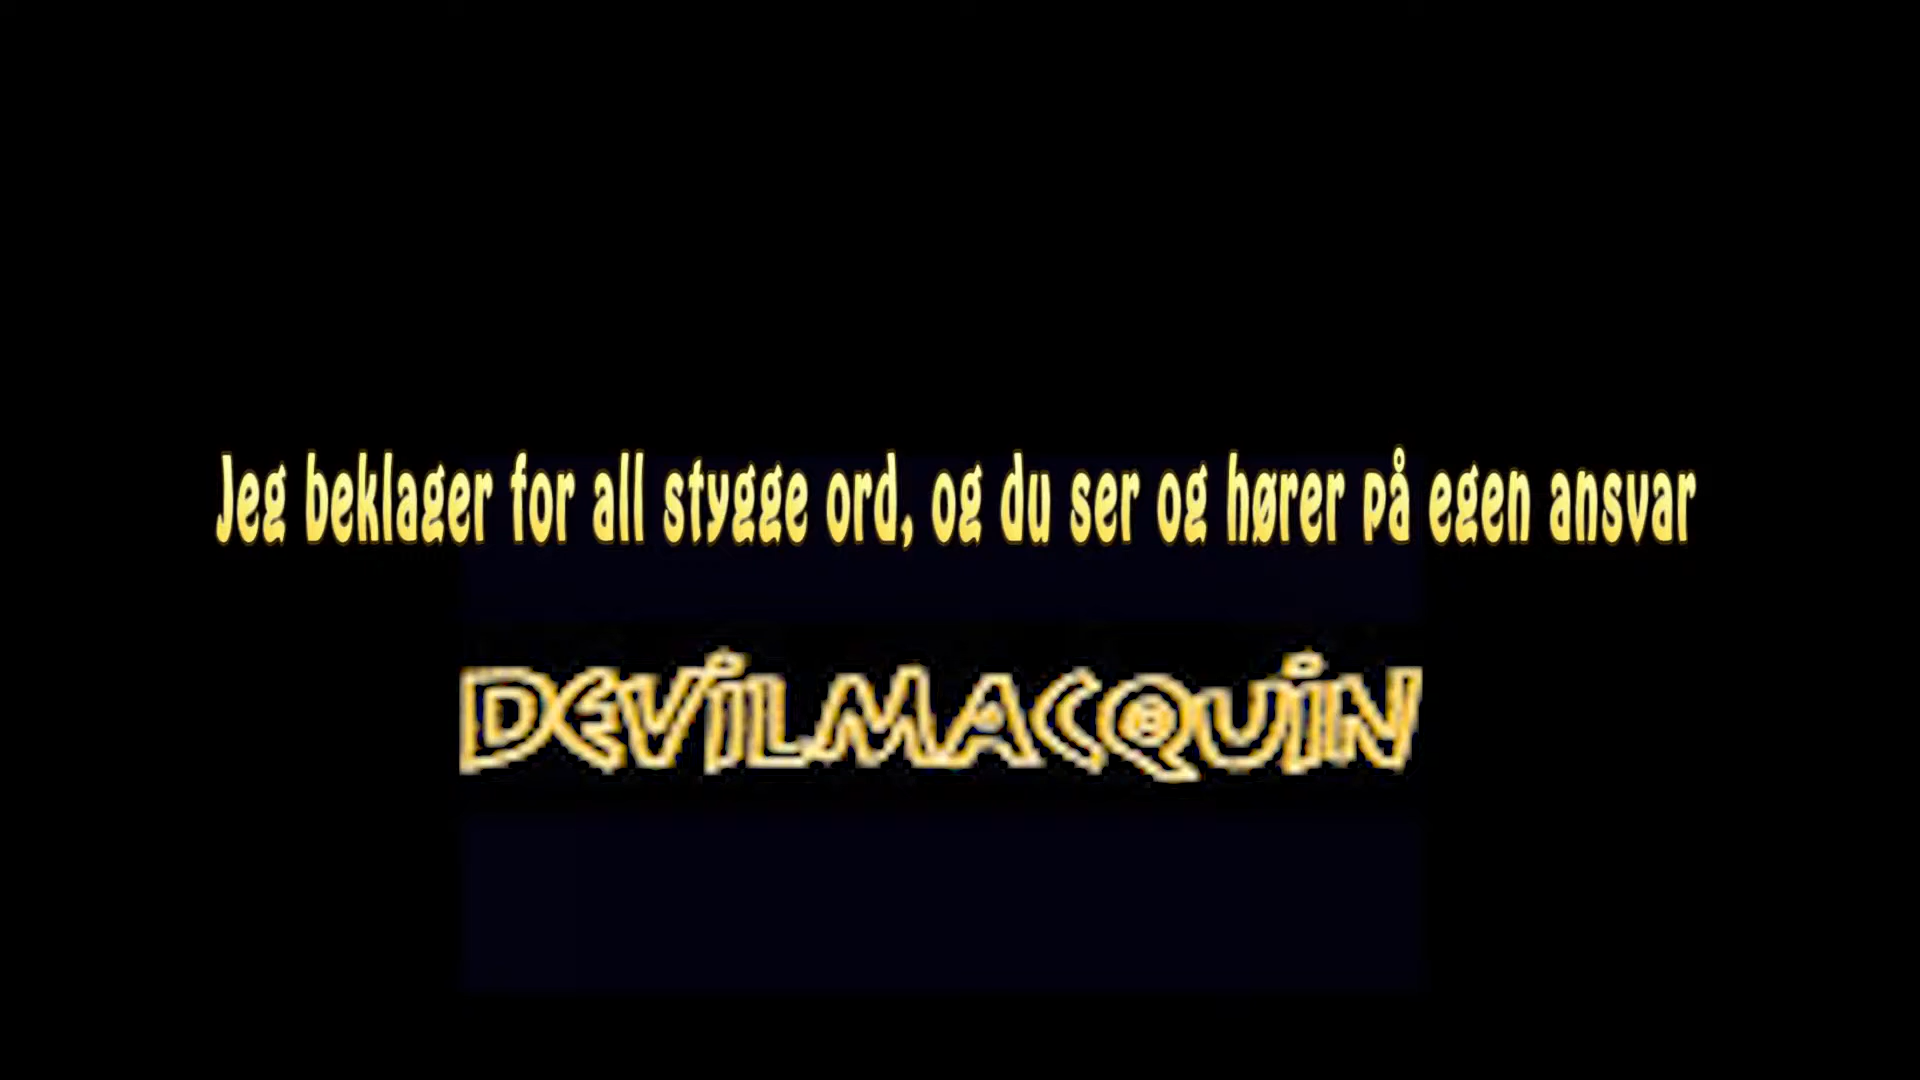 Jeg beklager for all stygge ord, og du ser og hører på egen ansvar
DEViLMACQUiN